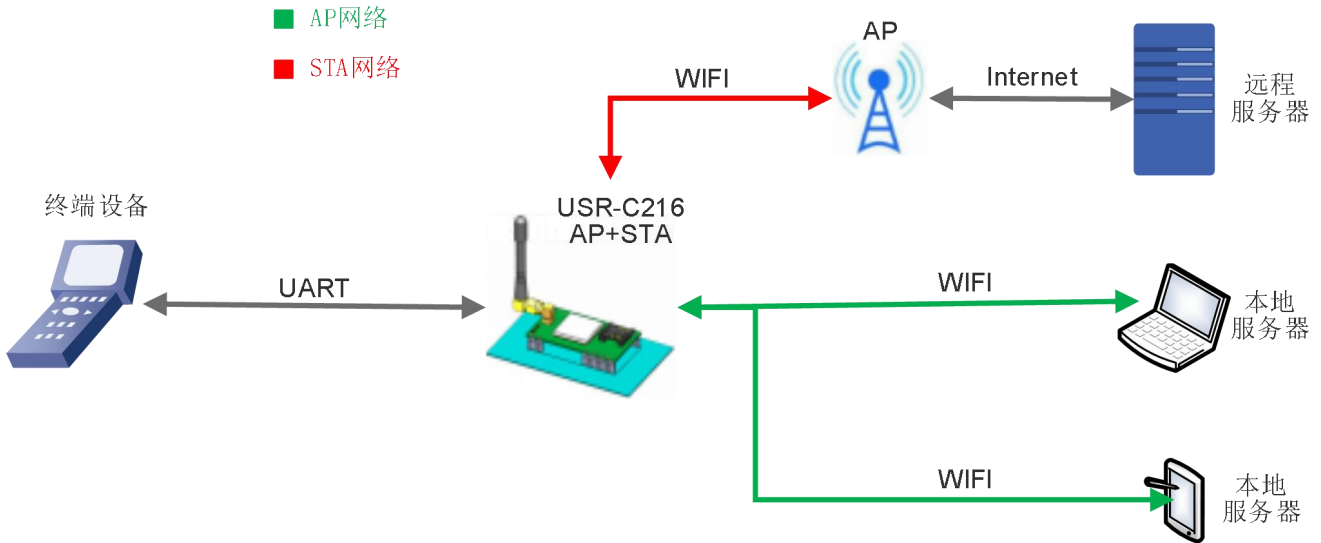 AP网络
STA网络
AP
WIFI
Internet
远程
服务器
终端设备
USR-C216
AP+STA
UART
WIFI
本地
服务器
WIFI
本地
服务器